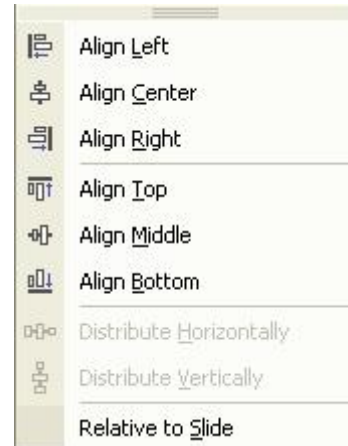 Align Left
Align Center
Align Right
Align Top
Align Middle
Align Bottom
Distribute Horizontally
Distribute Vertically
Relative to Slide